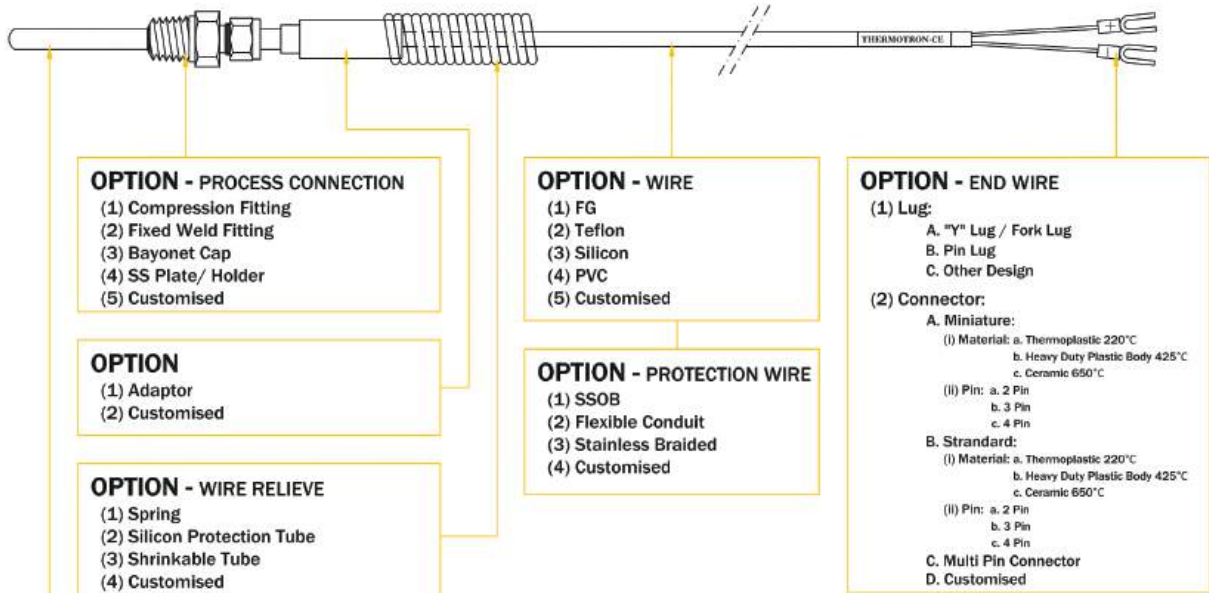 THERMOTRON-CE
+
−
OPTION - PROCESS CONNECTION
(1) Compression Fitting
(2) Fixed Weld Fitting
(3) Bayonet Cap
(4) SS Plate/ Holder
(5) Customised
OPTION
(1) Adaptor
(2) Customised
OPTION - WIRE RELIEVE
(1) Spring
(2) Silicon Protection Tube
(3) Shrinkable Tube
(4) Customised
OPTION - WIRE
(1) FG
(2) Teflon
(3) Silicon
(4) PVC
(5) Customised
OPTION - PROTECTION WIRE
(1) SSOB
(2) Flexible Conduit
(3) Stainless Braided
(4) Customised
OPTION - END WIRE
(1) Lug:
A. "Y" Lug / Fork Lug
B. Pin Lug
C. Other Design
(2) Connector:
A. Miniature:
(i) Material: a. Thermoplastic 220°C
b. Heavy Duty Plastic Body 425°C
c. Ceramic 650°C
(ii) Pin: a. 2 Pin
b. 3 Pin
c. 4 Pin
B. Strandard:
(i) Material: a. Thermoplastic 220°C
b. Heavy Duty Plastic Body 425°C
c. Ceramic 650°C
(ii) Pin: a. 2 Pin
b. 3 Pin
c. 4 Pin
C. Multi Pin Connector
D. Customised